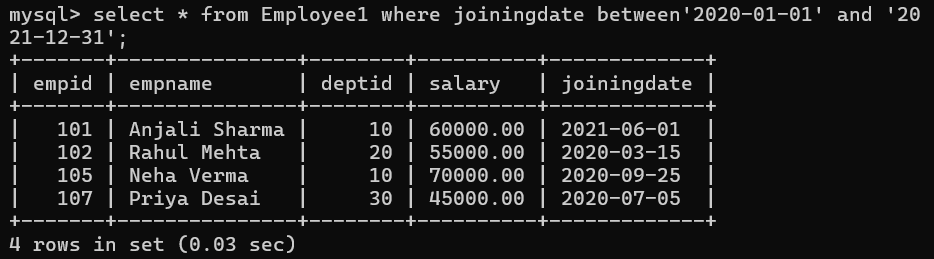 mysql> select * from Employee1 where joiningdate between'2020-01-01' and '20
21-12-31';
+-------+---------------+--------+----------+-------------+
| empid | empname       | deptid | salary   | joiningdate |
+-------+---------------+--------+----------+-------------+
|   101 | Anjali Sharma |     10 | 60000.00 | 2021-06-01  |
|   102 | Rahul Mehta   |     20 | 55000.00 | 2020-03-15  |
|   105 | Neha Verma    |     10 | 70000.00 | 2020-09-25  |
|   107 | Priya Desai   |     30 | 45000.00 | 2020-07-05  |
+-------+---------------+--------+----------+-------------+
4 rows in set (0.03 sec)